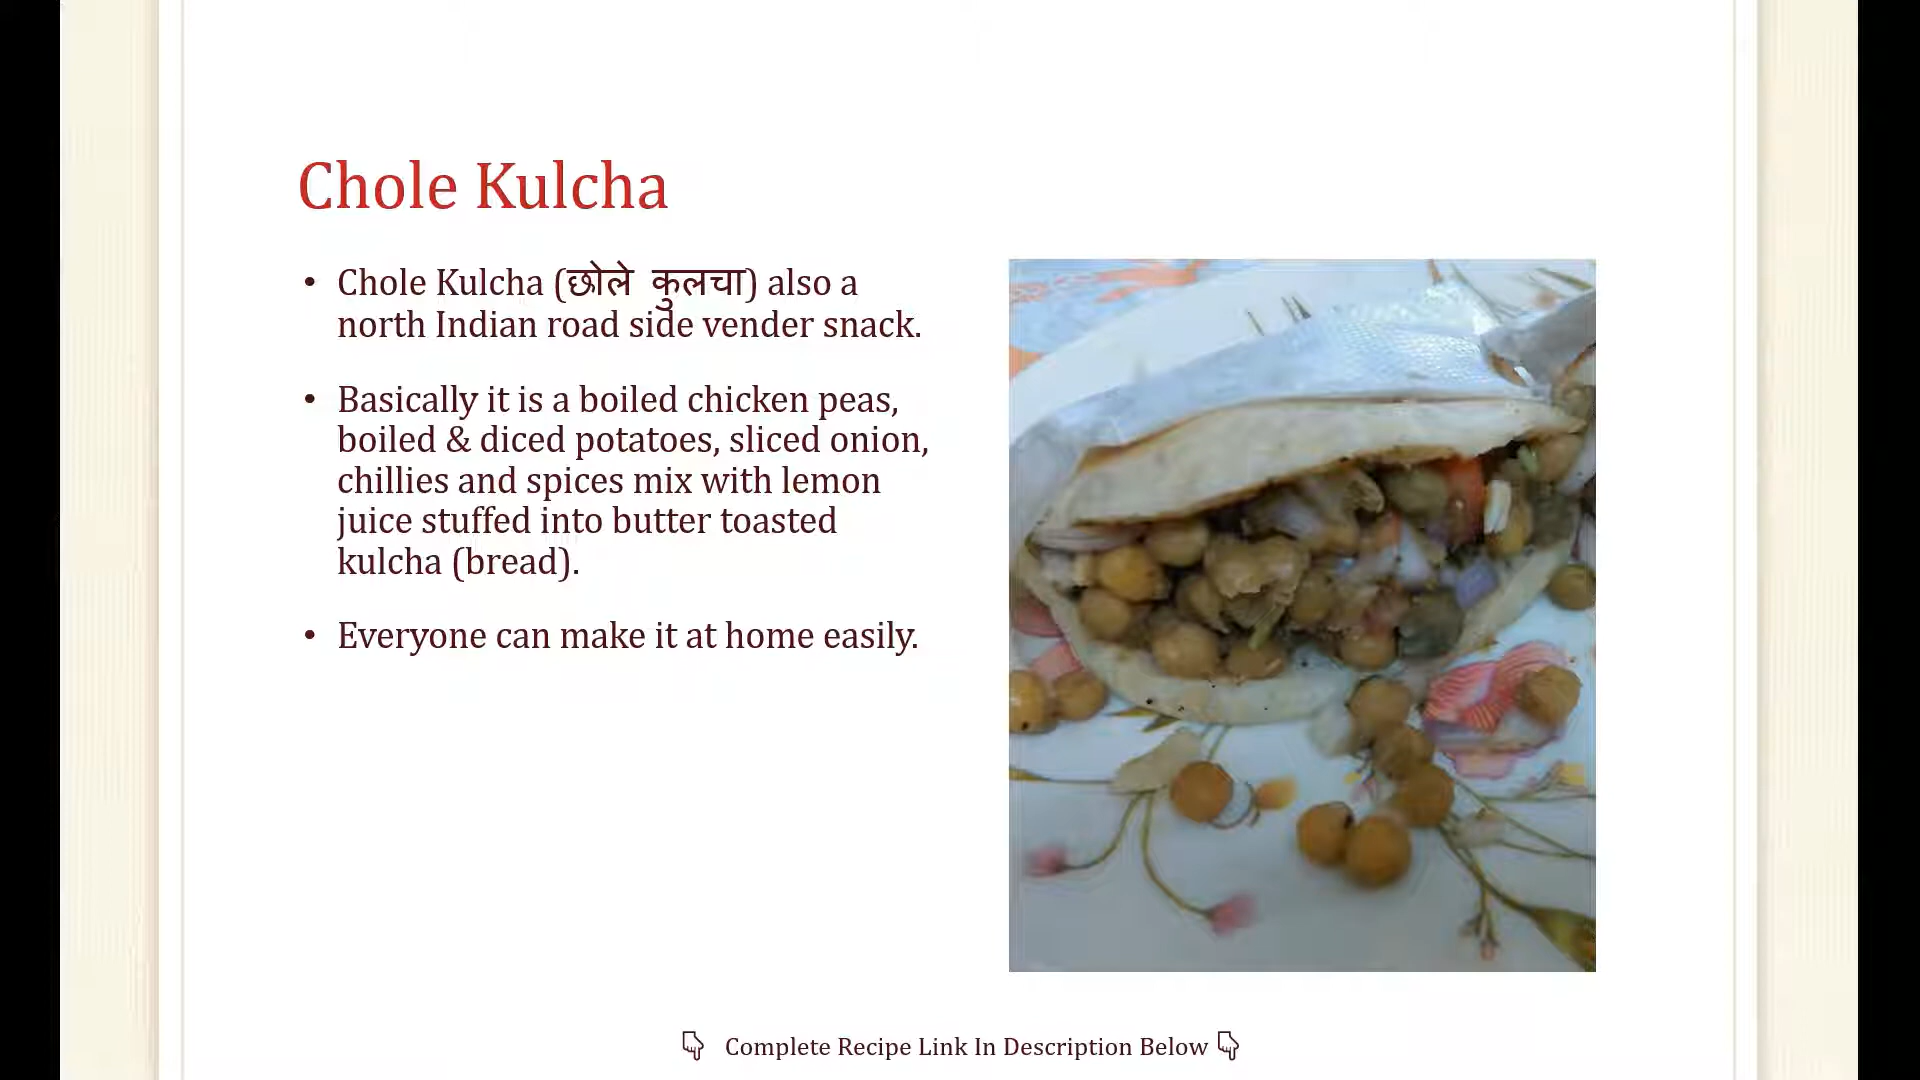 Chole Kulcha
• Chole Kulcha (छोले कुलचा) also a
north Indian road side vender snack.
• Basically it is a boiled chicken peas,
boiled & diced potatoes, sliced onion,
chillies and spices mix with lemon
juice stuffed into butter toasted
kulcha (bread).
• Everyone can make it at home easily.
Complete Recipe Link In Description Below